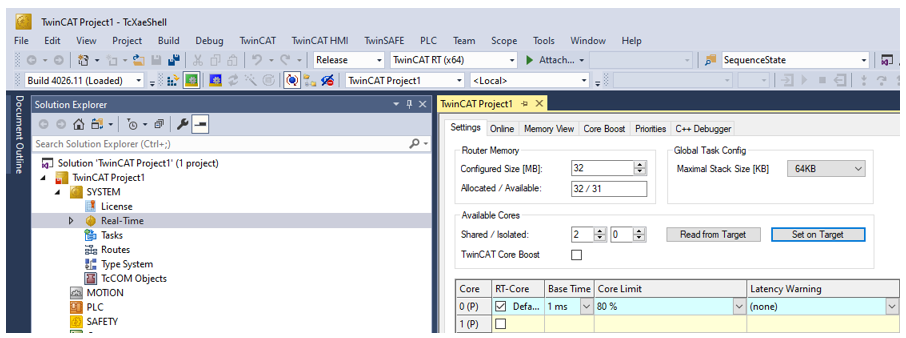 TwinCAT Project1 - TcXaeShell
File Edit View Project Build Debug TwinCAT TwinCAT HMI TwinSAFE PLC Team Scope Tools Window Help
Release TwinCAT RT (x64) Attach... SequenceState
Build 4026.11 (Loaded) TwinCAT Project1 <Local>
Document Outline
Solution Explorer
Search Solution Explorer (Ctrl+;)
Solution 'TwinCAT Project1' (1 project)
TwinCAT Project1
SYSTEM
License
Real-Time
Tasks
Routes
Type System
TcCOM Objects
MOTION
PLC
SAFETY
TwinCAT Project1
Settings Online Memory View Core Boost Priorities C++ Debugger
Router Memory
Configured Size [MB]: 32
Allocated / Available: 32 / 31
Global Task Config
Maximal Stack Size [KB] 64KB
Available Cores
Shared / Isolated: 2 0 Read from Target Set on Target
TwinCAT Core Boost
Core RT-Core Base Time Core Limit Latency Warning
0 (P) Defa... 1 ms 80 % (none)
1 (P)